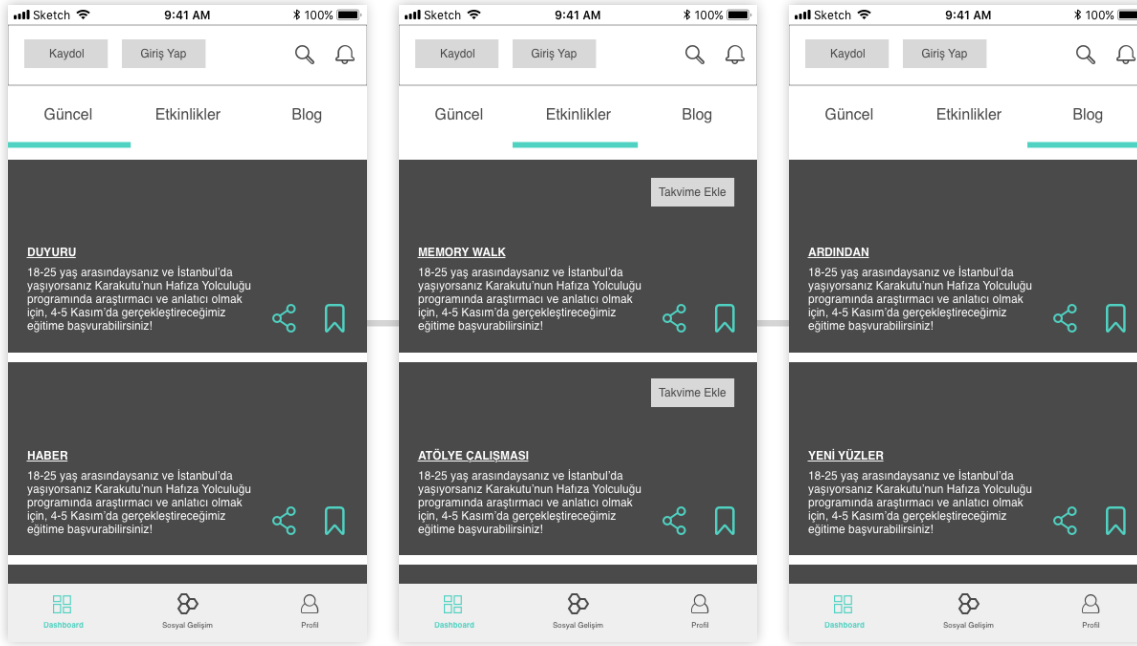 Sketch 9:41 AM 100%
Kaydol Giriş Yap
Güncel Etkinlikler Blog
DUYURU
18-25 yaş arasındaysanız ve İstanbul'da
yaşıyorsanız Karakutu'nun Hafıza Yolculuğu
programında araştırmacı ve anlatıcı olmak
için, 4-5 Kasım'da gerçekleştireceğimiz
eğitime başvurabilirsiniz!
HABER
18-25 yaş arasındaysanız ve İstanbul'da
yaşıyorsanız Karakutu'nun Hafıza Yolculuğu
programında araştırmacı ve anlatıcı olmak
için, 4-5 Kasım'da gerçekleştireceğimiz
eğitime başvurabilirsiniz!
Dashboard Sosyal Gelişim Profil
Sketch 9:41 AM 100%
Kaydol Giriş Yap
Güncel Etkinlikler Blog
Takvime Ekle
MEMORY WALK
18-25 yaş arasındaysanız ve İstanbul'da
yaşıyorsanız Karakutu'nun Hafıza Yolculuğu
programında araştırmacı ve anlatıcı olmak
için, 4-5 Kasım'da gerçekleştireceğimiz
eğitime başvurabilirsiniz!
Takvime Ekle
ATÖLYE ÇALIŞMASI
18-25 yaş arasındaysanız ve İstanbul'da
yaşıyorsanız Karakutu'nun Hafıza Yolculuğu
programında araştırmacı ve anlatıcı olmak
için, 4-5 Kasım'da gerçekleştireceğimiz
eğitime başvurabilirsiniz!
Dashboard Sosyal Gelişim Profil
Sketch 9:41 AM 100%
Kaydol Giriş Yap
Güncel Etkinlikler Blog
ARDINDAN
18-25 yaş arasındaysanız ve İstanbul'da
yaşıyorsanız Karakutu'nun Hafıza Yolculuğu
programında araştırmacı ve anlatıcı olmak
için, 4-5 Kasım'da gerçekleştireceğimiz
eğitime başvurabilirsiniz!
YENİ YÜZLER
18-25 yaş arasındaysanız ve İstanbul'da
yaşıyorsanız Karakutu'nun Hafıza Yolculuğu
programında araştırmacı ve anlatıcı olmak
için, 4-5 Kasım'da gerçekleştireceğimiz
eğitime başvurabilirsiniz!
Dashboard Sosyal Gelişim Profil